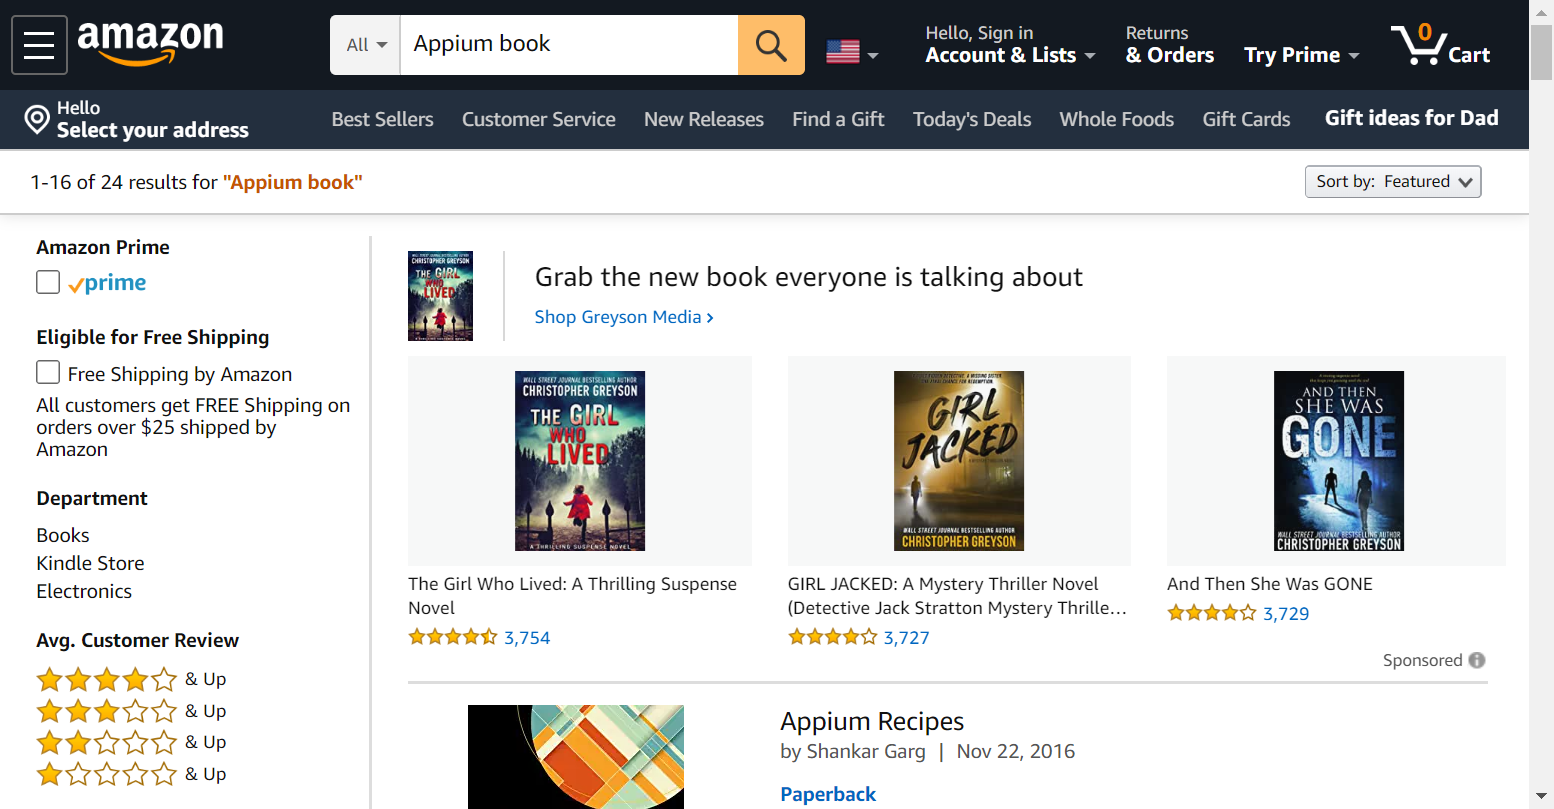 amazon
All
Appium book
Hello, Sign in
Account & Lists
Returns
& Orders
Try Prime
0
Cart
Hello
Select your address
Best Sellers
Customer Service
New Releases
Find a Gift
Today's Deals
Whole Foods
Gift Cards
Gift ideas for Dad
1-16 of 24 results for "Appium book"
Sort by: Featured
Amazon Prime
prime
Eligible for Free Shipping
Free Shipping by Amazon
All customers get FREE Shipping on
orders over $25 shipped by
Amazon
Department
Books
Kindle Store
Electronics
Avg. Customer Review
& Up
& Up
& Up
& Up
CHRISTOPHER GREYSON
THE GIRL
WHO
LIVED
Grab the new book everyone is talking about
Shop Greyson Media
WALL STREET JOURNAL BESTSELLING AUTHOR
CHRISTOPHER GREYSON
THE GIRL
WHO
LIVED
A THRILLING SUSPENSE NOVEL
The Girl Who Lived: A Thrilling Suspense
Novel
3,754
GIRL
JACKED
WALL STREET JOURNAL BESTSELLING AUTHOR
CHRISTOPHER GREYSON
GIRL JACKED: A Mystery Thriller Novel
(Detective Jack Stratton Mystery Thrille…
3,727
AND THEN
SHE WAS
GONE
WALL STREET JOURNAL BESTSELLING AUTHOR
CHRISTOPHER GREYSON
And Then She Was GONE
3,729
Sponsored
Appium Recipes
by Shankar Garg | Nov 22, 2016
Paperback